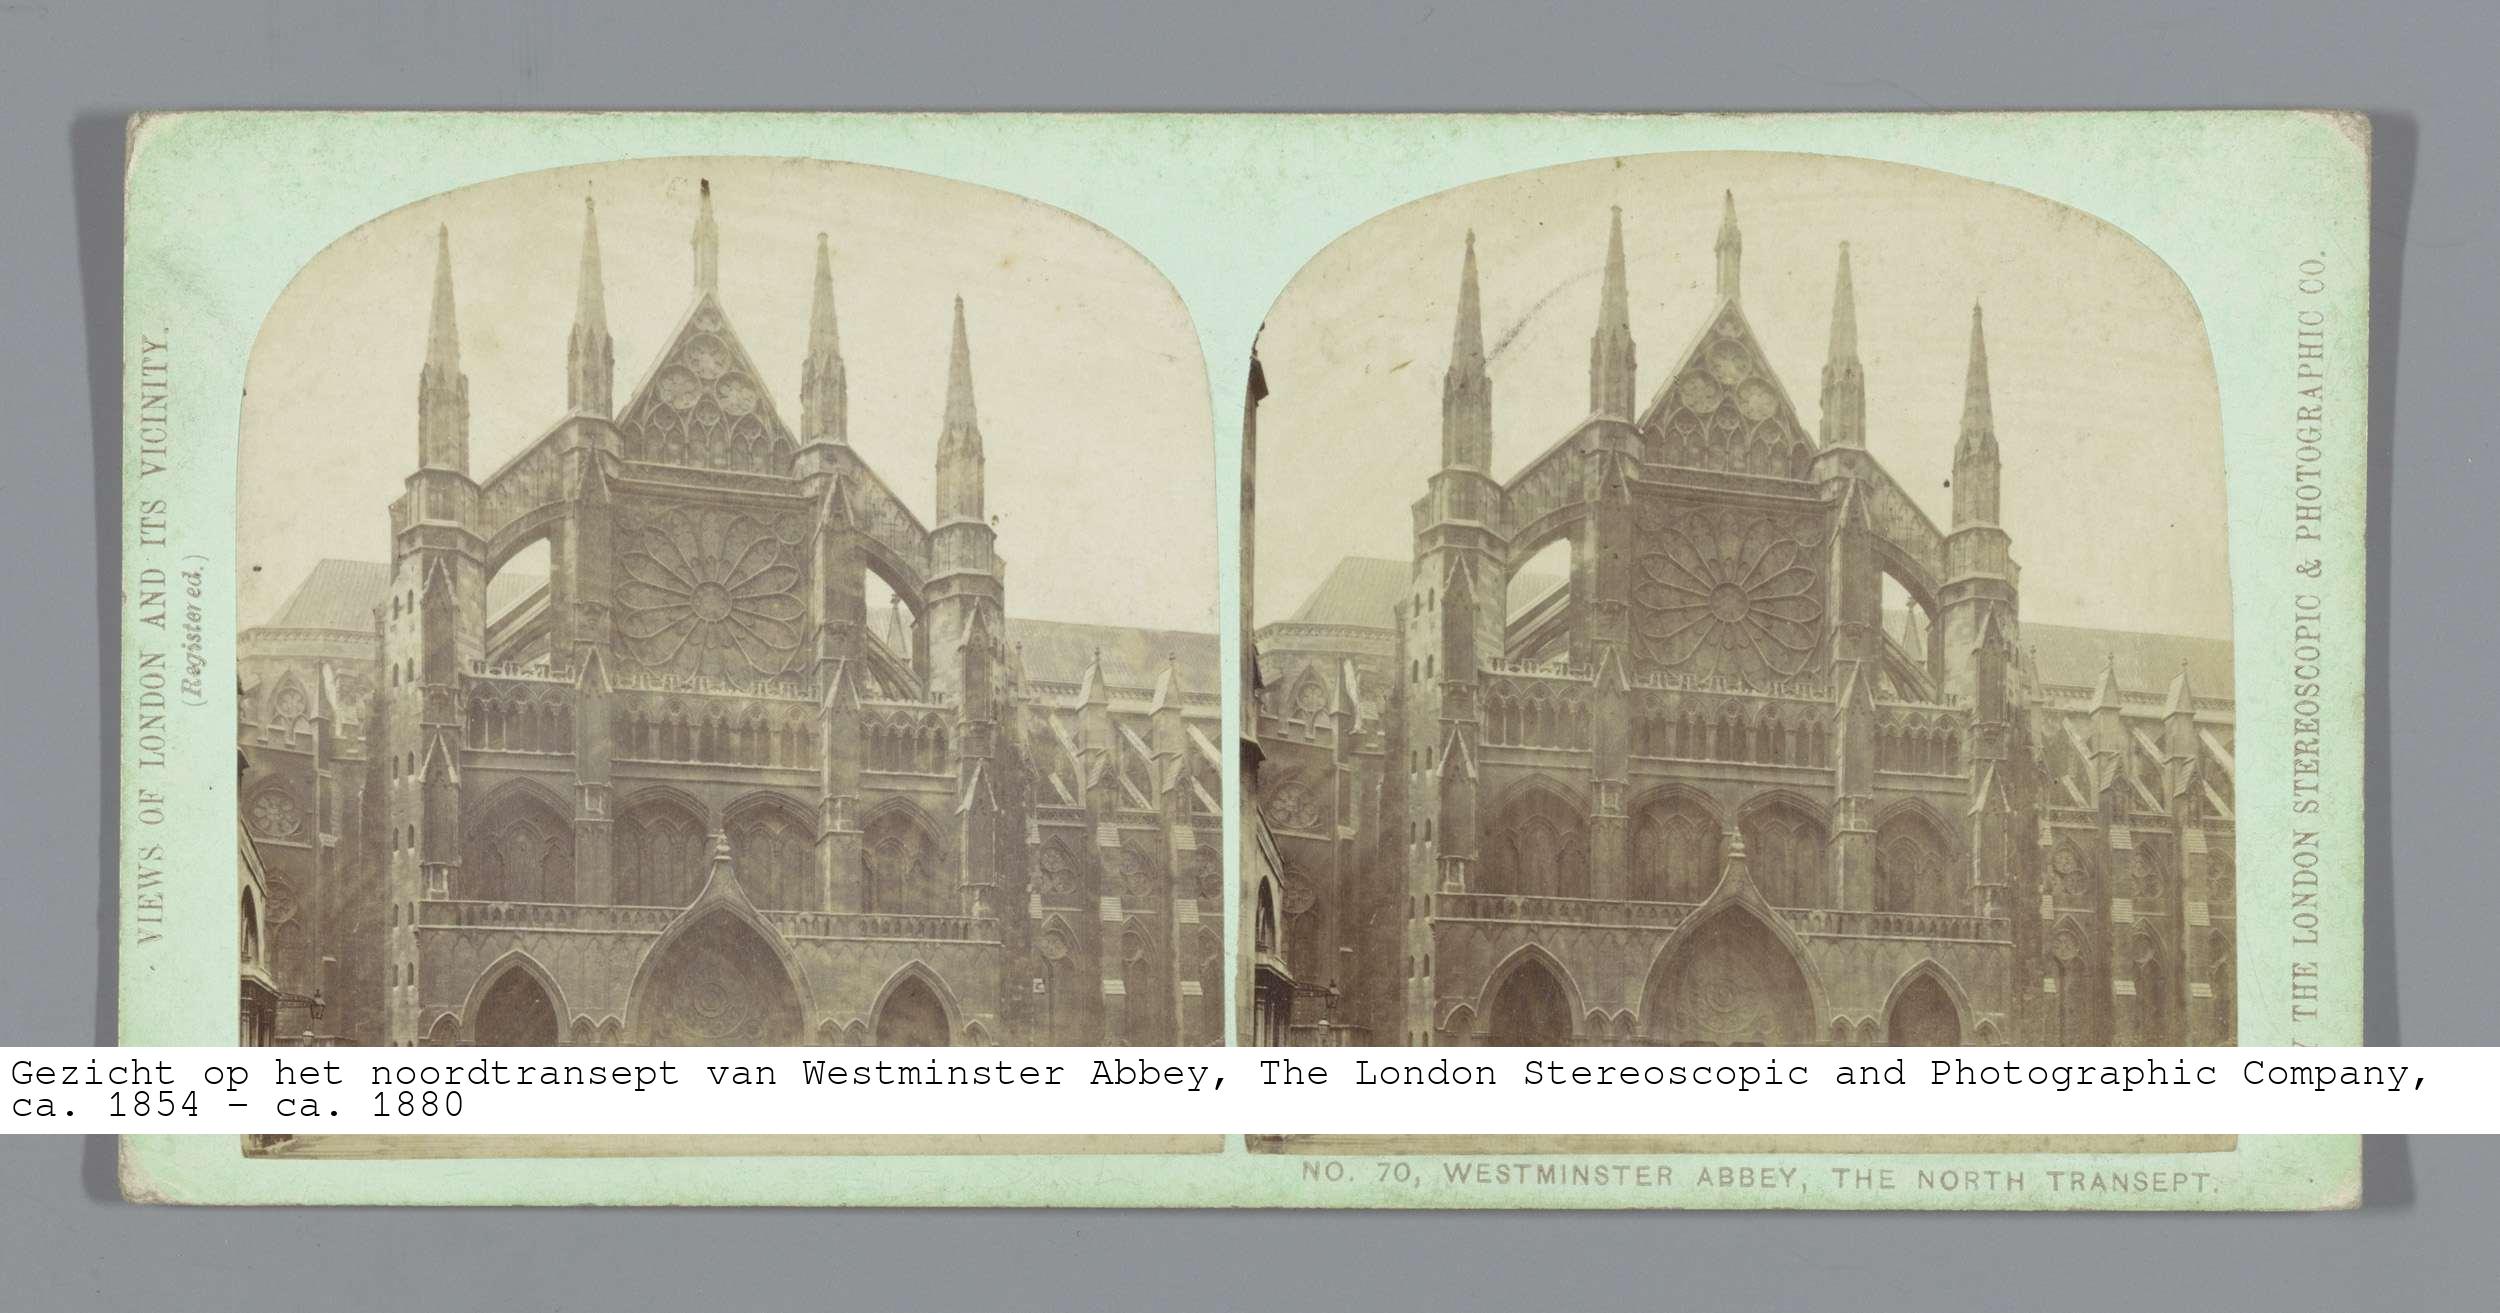 VIEWS OF LONDON AND ITS VICINITY.
(Registered.)
THE LONDON STEREOSCOPIC & PHOTOGRAPHIC CO.
Gezicht op het noordtransept van Westminster Abbey, The London Stereoscopic and Photographic Company,
ca. 1854 - ca. 1880
NO. 70, WESTMINSTER ABBEY, THE NORTH TRANSEPT.